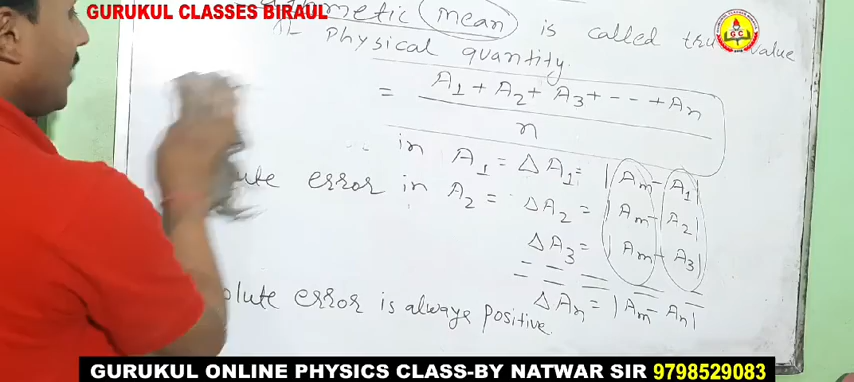 GURUKUL CLASSES BIRAUL
mean is called true value
Physical quantity.
= A1 + A2 + A3 + -- - + An
n
in A1 = ΔA1 = |Am - A1|
error in A2 = ΔA2 = |Am - A2|
ΔA3 = |Am - A3|
error is always positive. ΔAn = |Am - An|
GURUKUL ONLINE PHYSICS CLASS-BY NATWAR SIR 9798529083